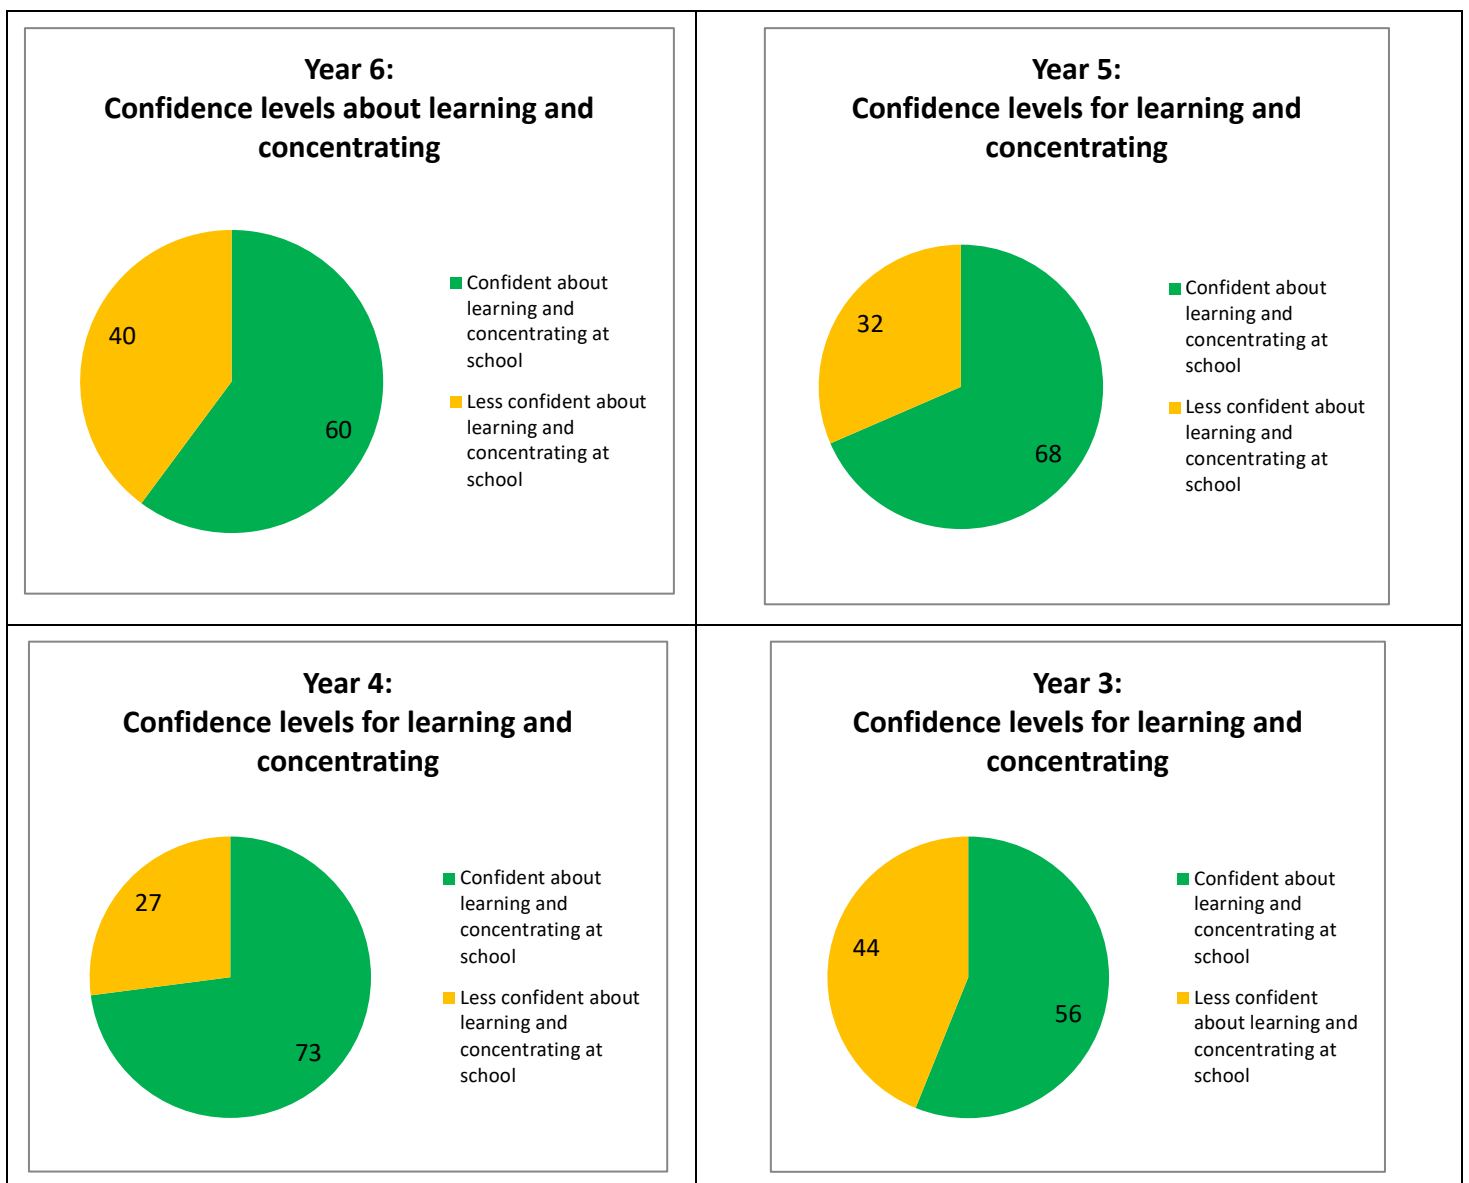 Year 6:
Confidence levels about learning and
concentrating
40
60
Confident about
learning and
concentrating at
school
Less confident about
learning and
concentrating at
school
Year 5:
Confidence levels for learning and
concentrating
32
68
Confident about
learning and
concentrating at
school
Less confident about
learning and
concentrating at
school
Year 4:
Confidence levels for learning and
concentrating
27
73
Confident about
learning and
concentrating at
school
Less confident about
learning and
concentrating at
school
Year 3:
Confidence levels for learning and
concentrating
44
56
Confident about
learning and
concentrating at
school
Less confident
about learning and
concentrating at
school